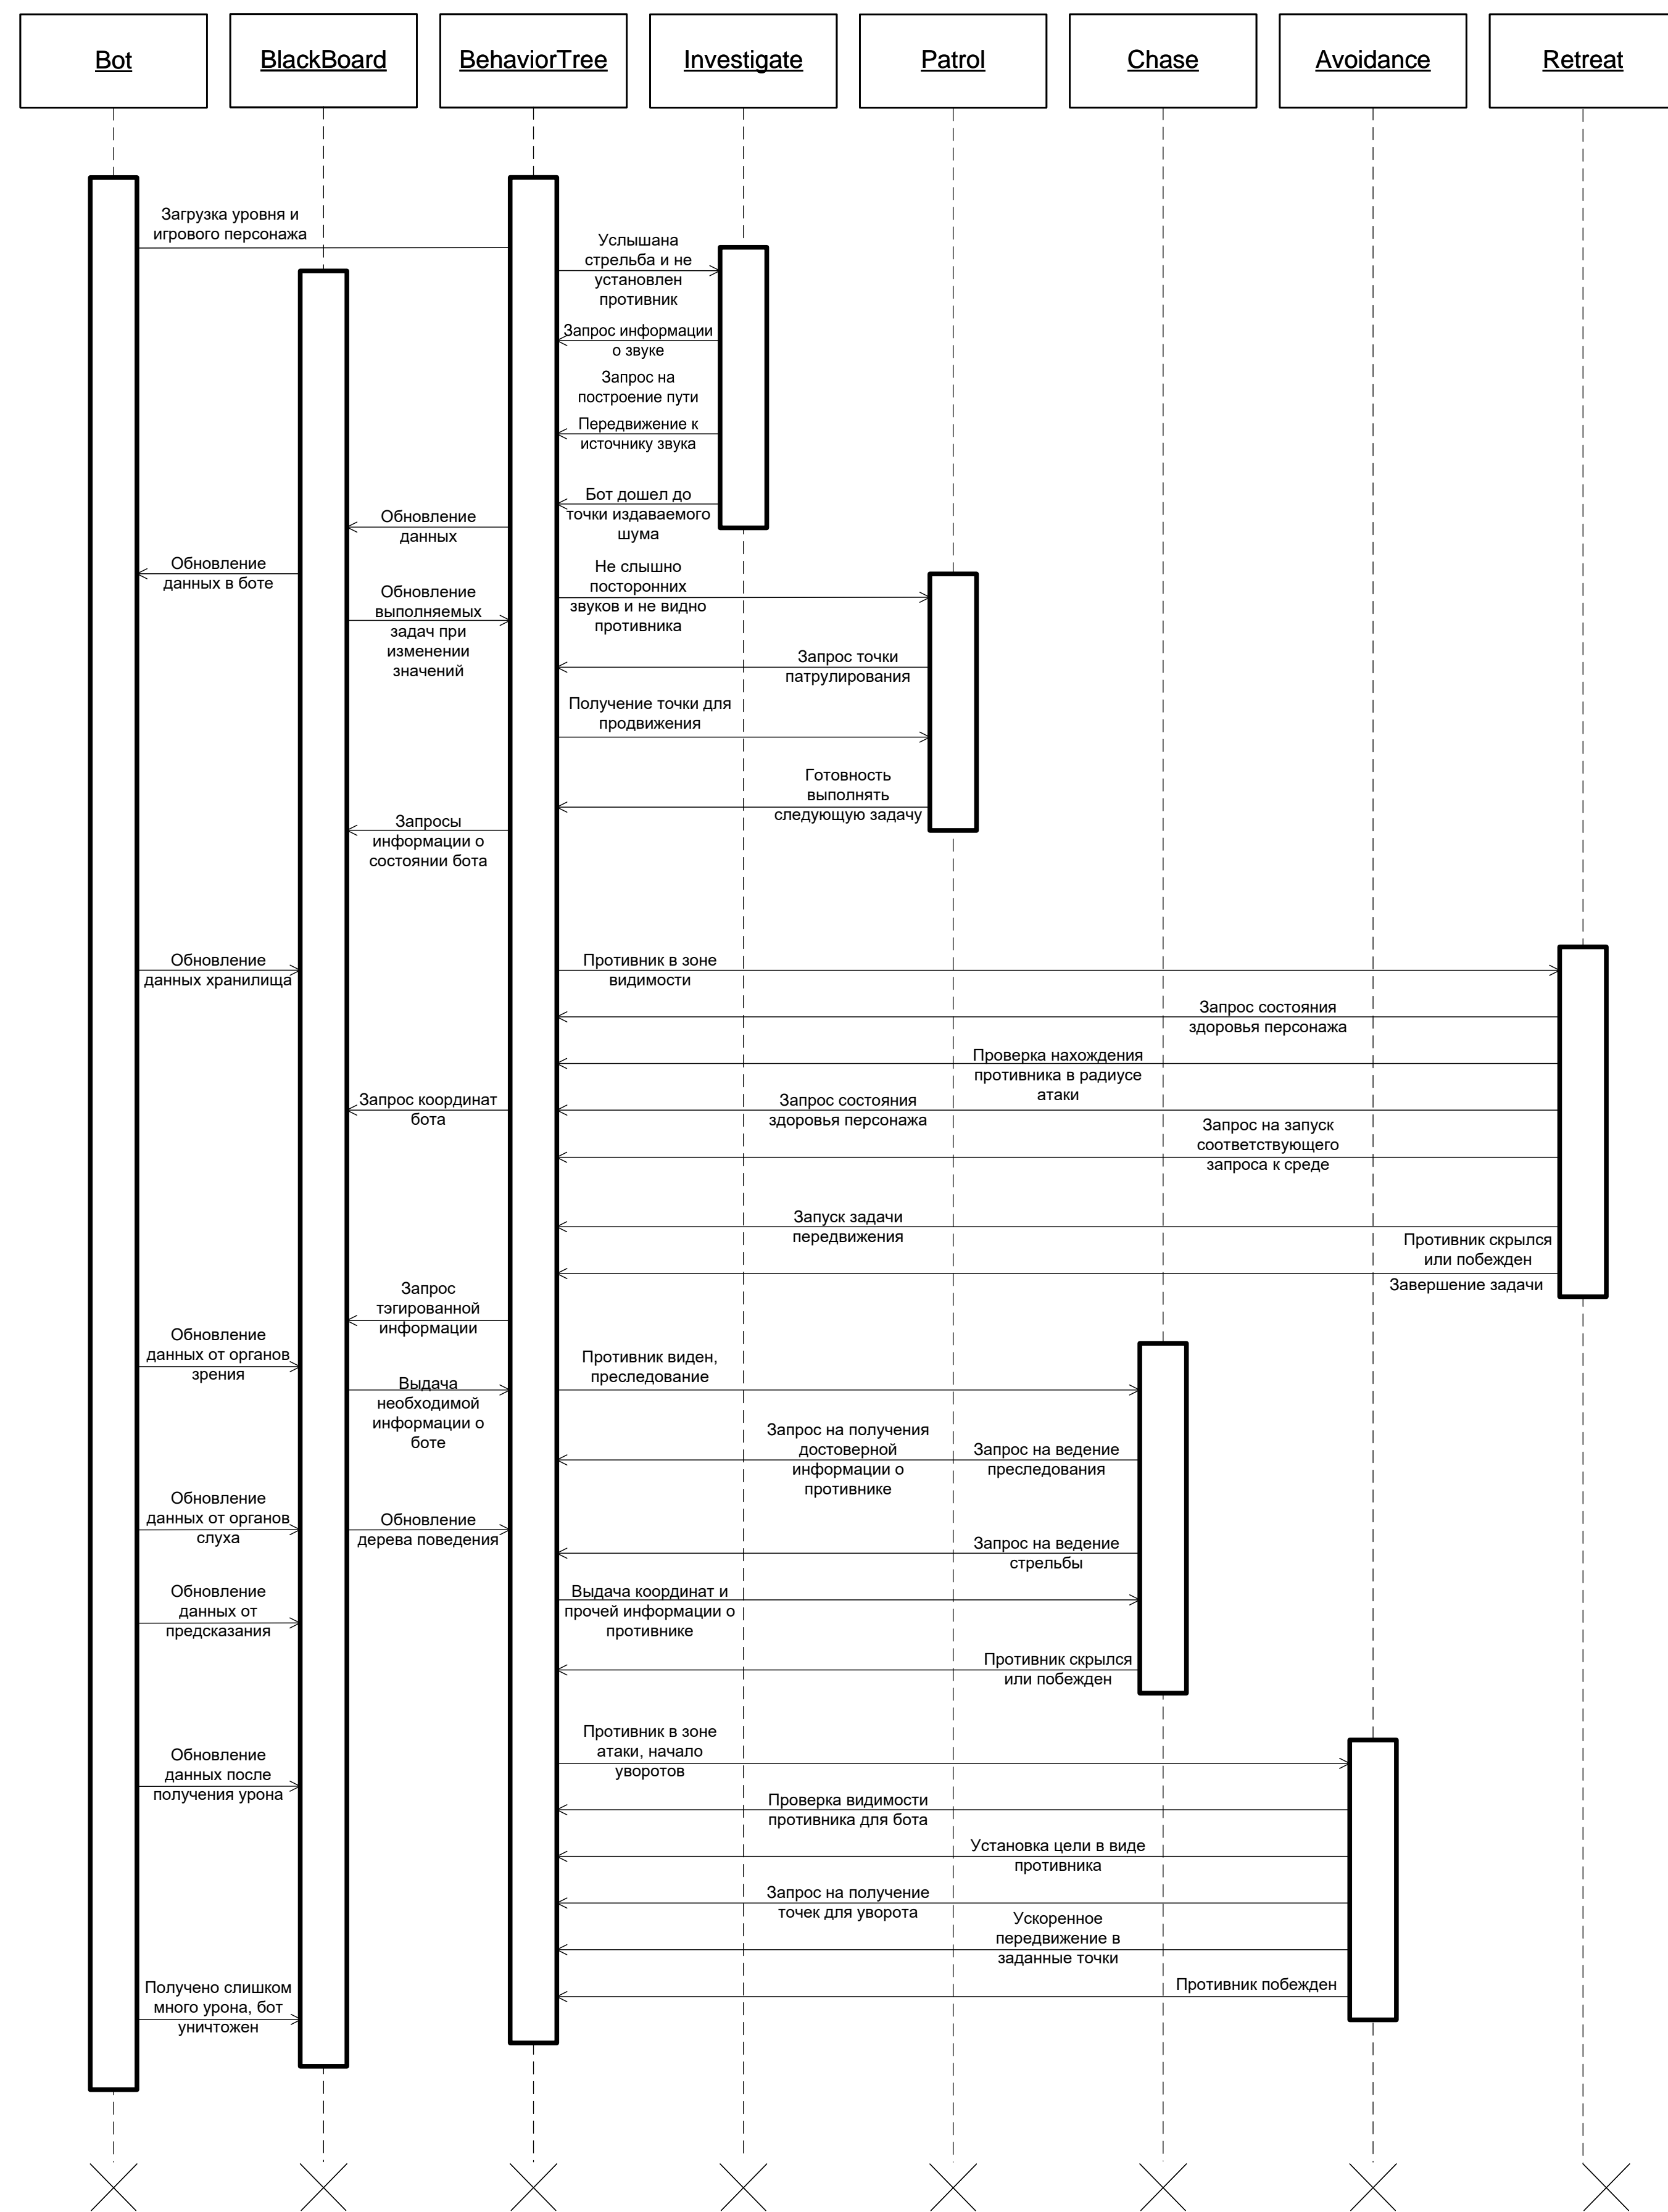 Bot
BlackBoard
BehaviorTree
Investigate
Patrol
Chase
Avoidance
Retreat
Загрузка уровня и
игрового персонажа
Услышана
стрельба и не
установлен
противник
Запрос информации
о звуке
Запрос на
построение пути
Передвижение к
источнику звука
Бот дошел до
точки издаваемого
шума
Обновление
данных
Обновление
данных в боте
Не слышно
посторонних
звуков и не видно
противника
Обновление
выполняемых
задач при
изменении
значений
Запрос точки
патрулирования
Получение точки для
продвижения
Готовность
выполнять
следующую задачу
Запросы
информации о
состоянии бота
Обновление
данных хранилища
Противник в зоне
видимости
Запрос состояния
здоровья персонажа
Проверка нахождения
противника в радиусе
атаки
Запрос координат
бота
Запрос состояния
здоровья персонажа
Запрос на запуск
соответствующего
запроса к среде
Запуск задачи
передвижения
Противник скрылся
или побежден
Завершение задачи
Запрос
тэгированной
информации
Обновление
данных от органов
зрения
Противник виден,
преследование
Выдача
необходимой
информации о
боте
Запрос на получения
достоверной
информации о
противнике
Запрос на ведение
преследования
Обновление
данных от органов
слуха
Обновление
дерева поведения
Запрос на ведение
стрельбы
Обновление
данных от
предсказания
Выдача координат и
прочей информации о
противнике
Противник скрылся
или побежден
Противник в зоне
атаки, начало
уворотов
Обновление
данных после
получения урона
Проверка видимости
противника для бота
Установка цели в виде
противника
Запрос на получение
точек для уворота
Ускоренное
передвижение в
заданные точки
Противник побежден
Получено слишком
много урона, бот
уничтожен